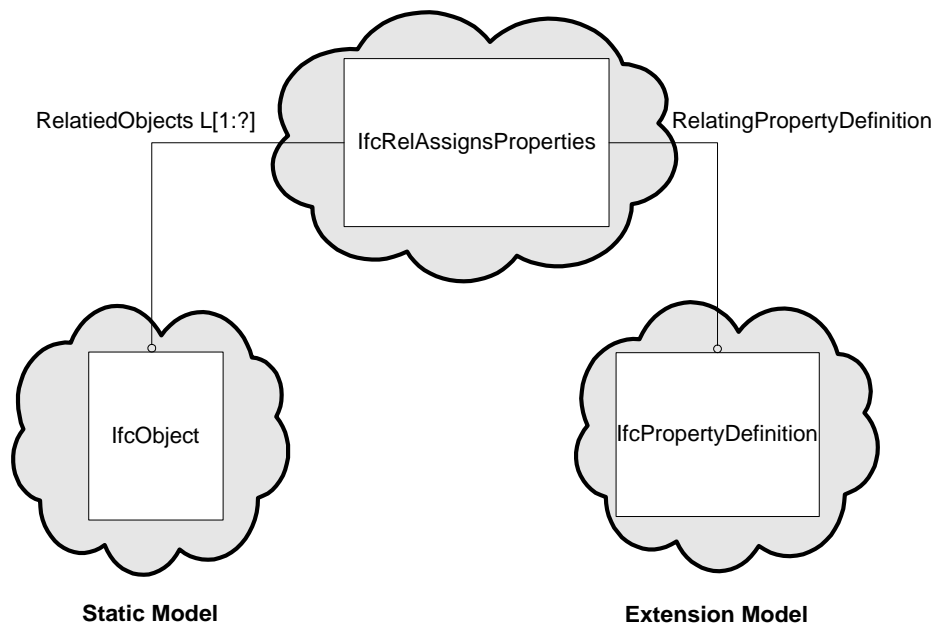 RelatiedObjects L[1:?]
RelatingPropertyDefinition
IfcRelAssignsProperties
IfcObject
IfcPropertyDefinition
Static Model
Extension Model